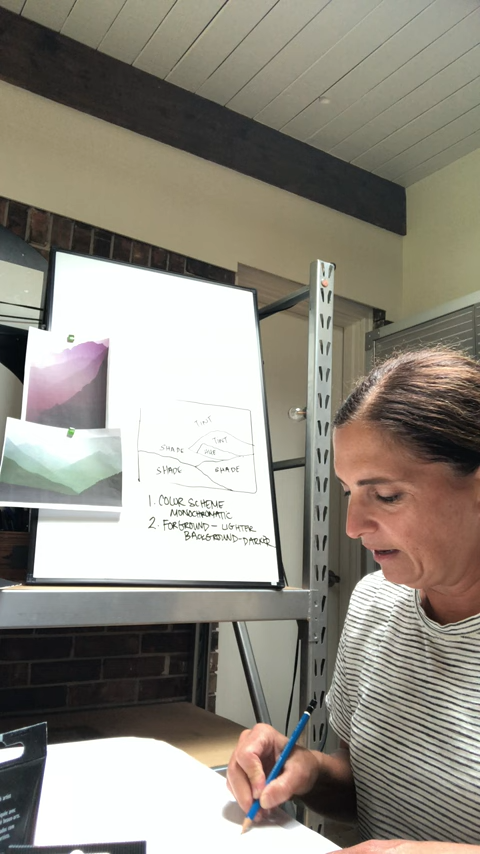 TINT
TINT
SHADE HUE
SHADE SHADE
1. COLOR SCHEME
MONOCHROMATIC
2. FORGROUND - LIGHTER
BACKGROUND-DARKER